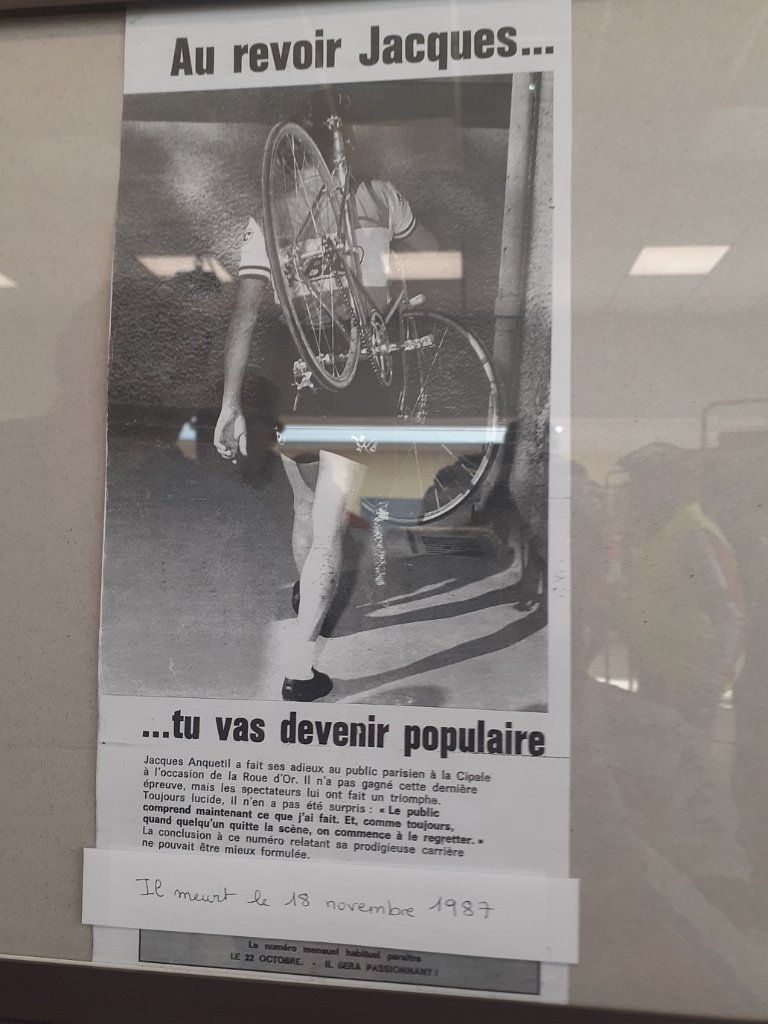 Au revoir Jacques...
...tu vas devenir populaire
Jacques Anquetil a fait ses adieux au public parisien à la Cipale
à l'occasion de la Roue d'Or. Il n'a pas gagné cette dernière
épreuve, mais les spectateurs lui ont fait un triomphe.
Toujours lucide, il n'en a pas été surpris : « Le public
comprend maintenant ce que j'ai fait. Et, comme toujours,
quand quelqu'un quitte la scène, on commence à le regretter. »
La conclusion à ce numéro relatant sa prodigieuse carrière
ne pouvait être mieux formulée.
Il meurt le 18 novembre 1987
Le numéro mensuel habituel paraîtra
LE 22 OCTOBRE. - IL SERA PASSIONNANT !